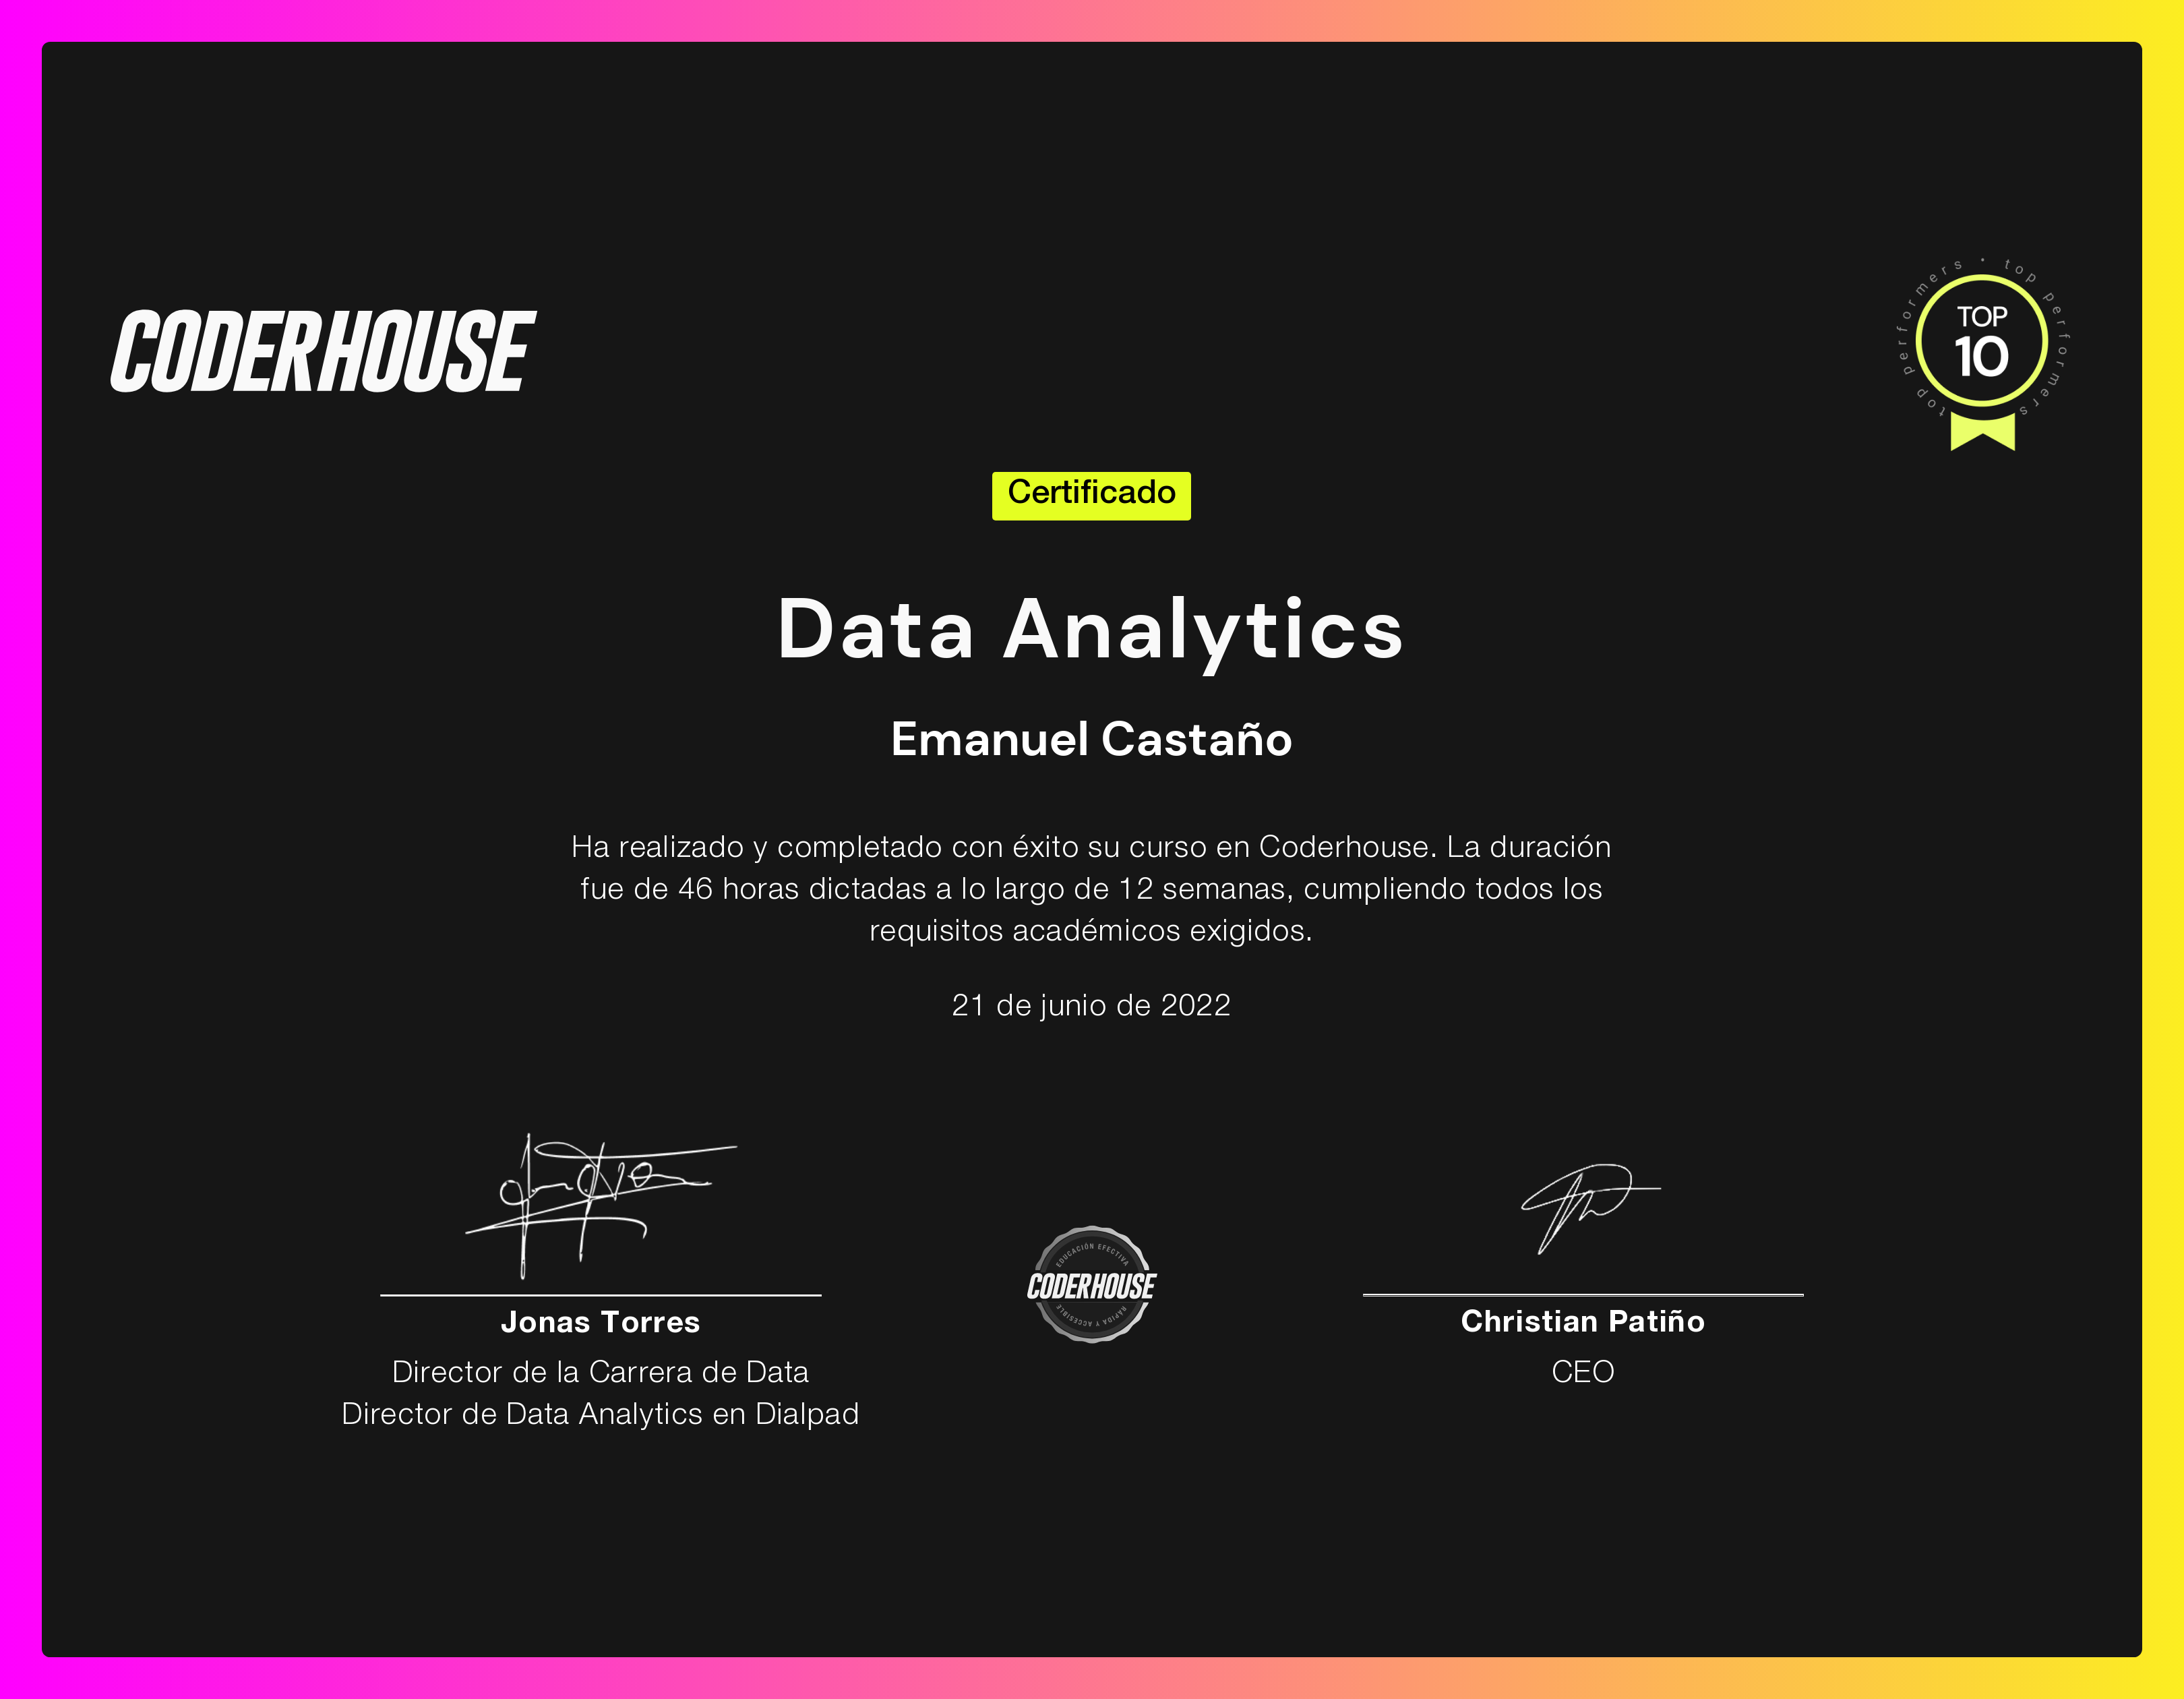 CODERHOUSE
top performers • top performers
TOP
10
Certificado
Data Analytics
Emanuel Castaño
Ha realizado y completado con éxito su curso en Coderhouse. La duración
fue de 46 horas dictadas a lo largo de 12 semanas, cumpliendo todos los
requisitos académicos exigidos.
21 de junio de 2022
EDUCACIÓN EFECTIVA
CODERHOUSE
RÁPIDA Y ACCESIBLE
Jonas Torres
Director de la Carrera de Data
Director de Data Analytics en Dialpad
Christian Patiño
CEO